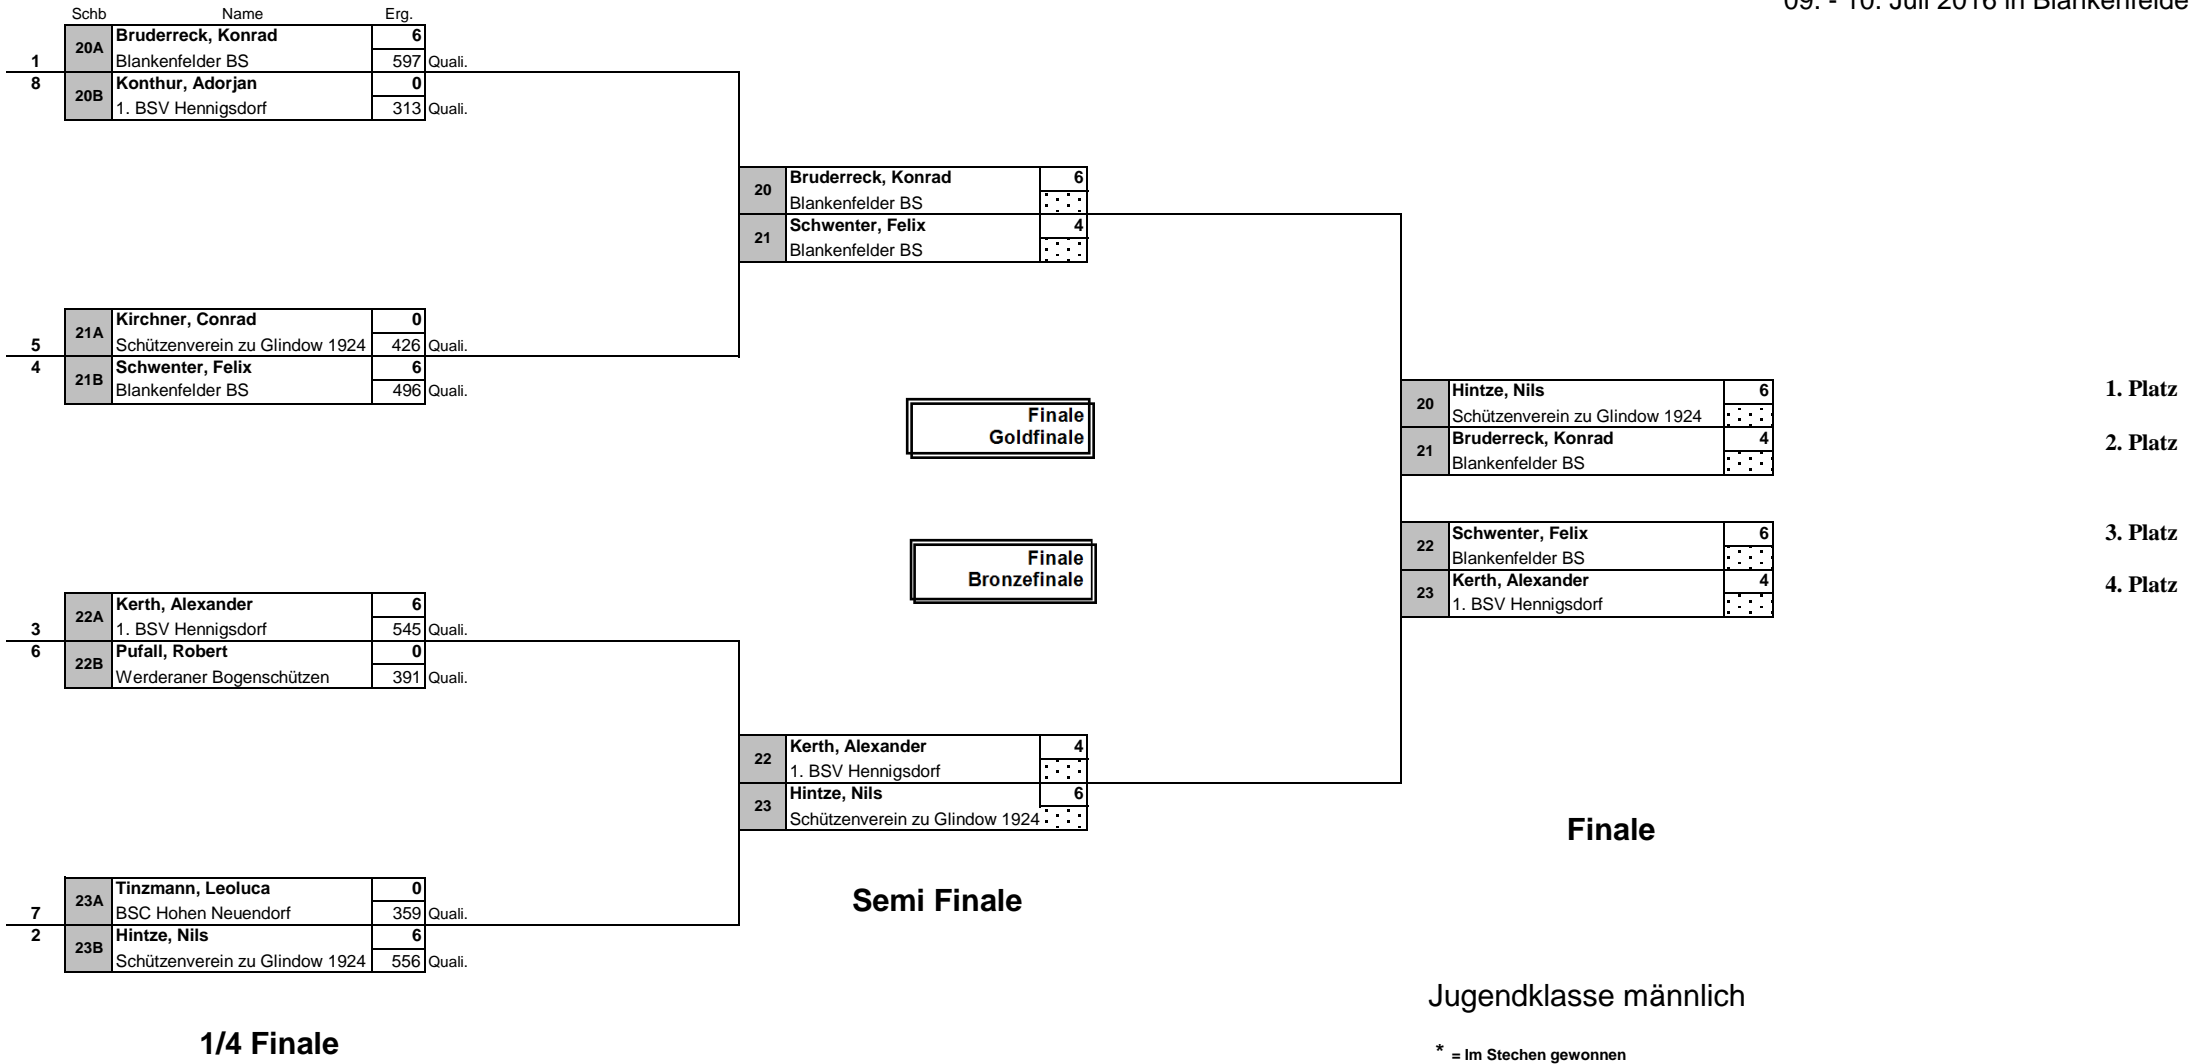 09. - 10. Juli 2016 in Blankenfelde
Schb Name Erg.
20A Bruderreck, Konrad 6
1 Blankenfelder BS 597 Quali.
8 20B Konthur, Adorjan 0
1. BSV Hennigsdorf 313 Quali.
20 Bruderreck, Konrad 6
Blankenfelder BS
21 Schwenter, Felix 4
Blankenfelder BS
21A Kirchner, Conrad 0
5 Schützenverein zu Glindow 1924 426 Quali.
4 21B Schwenter, Felix 6
Blankenfelder BS 496 Quali.
Finale
Goldfinale
20 Hintze, Nils 6 1. Platz
Schützenverein zu Glindow 1924
21 Bruderreck, Konrad 4 2. Platz
Blankenfelder BS
Finale
Bronzefinale
22 Schwenter, Felix 6 3. Platz
Blankenfelder BS
23 Kerth, Alexander 4 4. Platz
1. BSV Hennigsdorf
22A Kerth, Alexander 6
3 1. BSV Hennigsdorf 545 Quali.
6 22B Pufall, Robert 0
Werderaner Bogenschützen 391 Quali.
22 Kerth, Alexander 4
1. BSV Hennigsdorf
23 Hintze, Nils 6
Schützenverein zu Glindow 1924
Finale
23A Tinzmann, Leoluca 0
7 BSC Hohen Neuendorf 359 Quali.
2 23B Hintze, Nils 6
Schützenverein zu Glindow 1924 556 Quali.
Semi Finale
Jugendklasse männlich
1/4 Finale
* = Im Stechen gewonnen